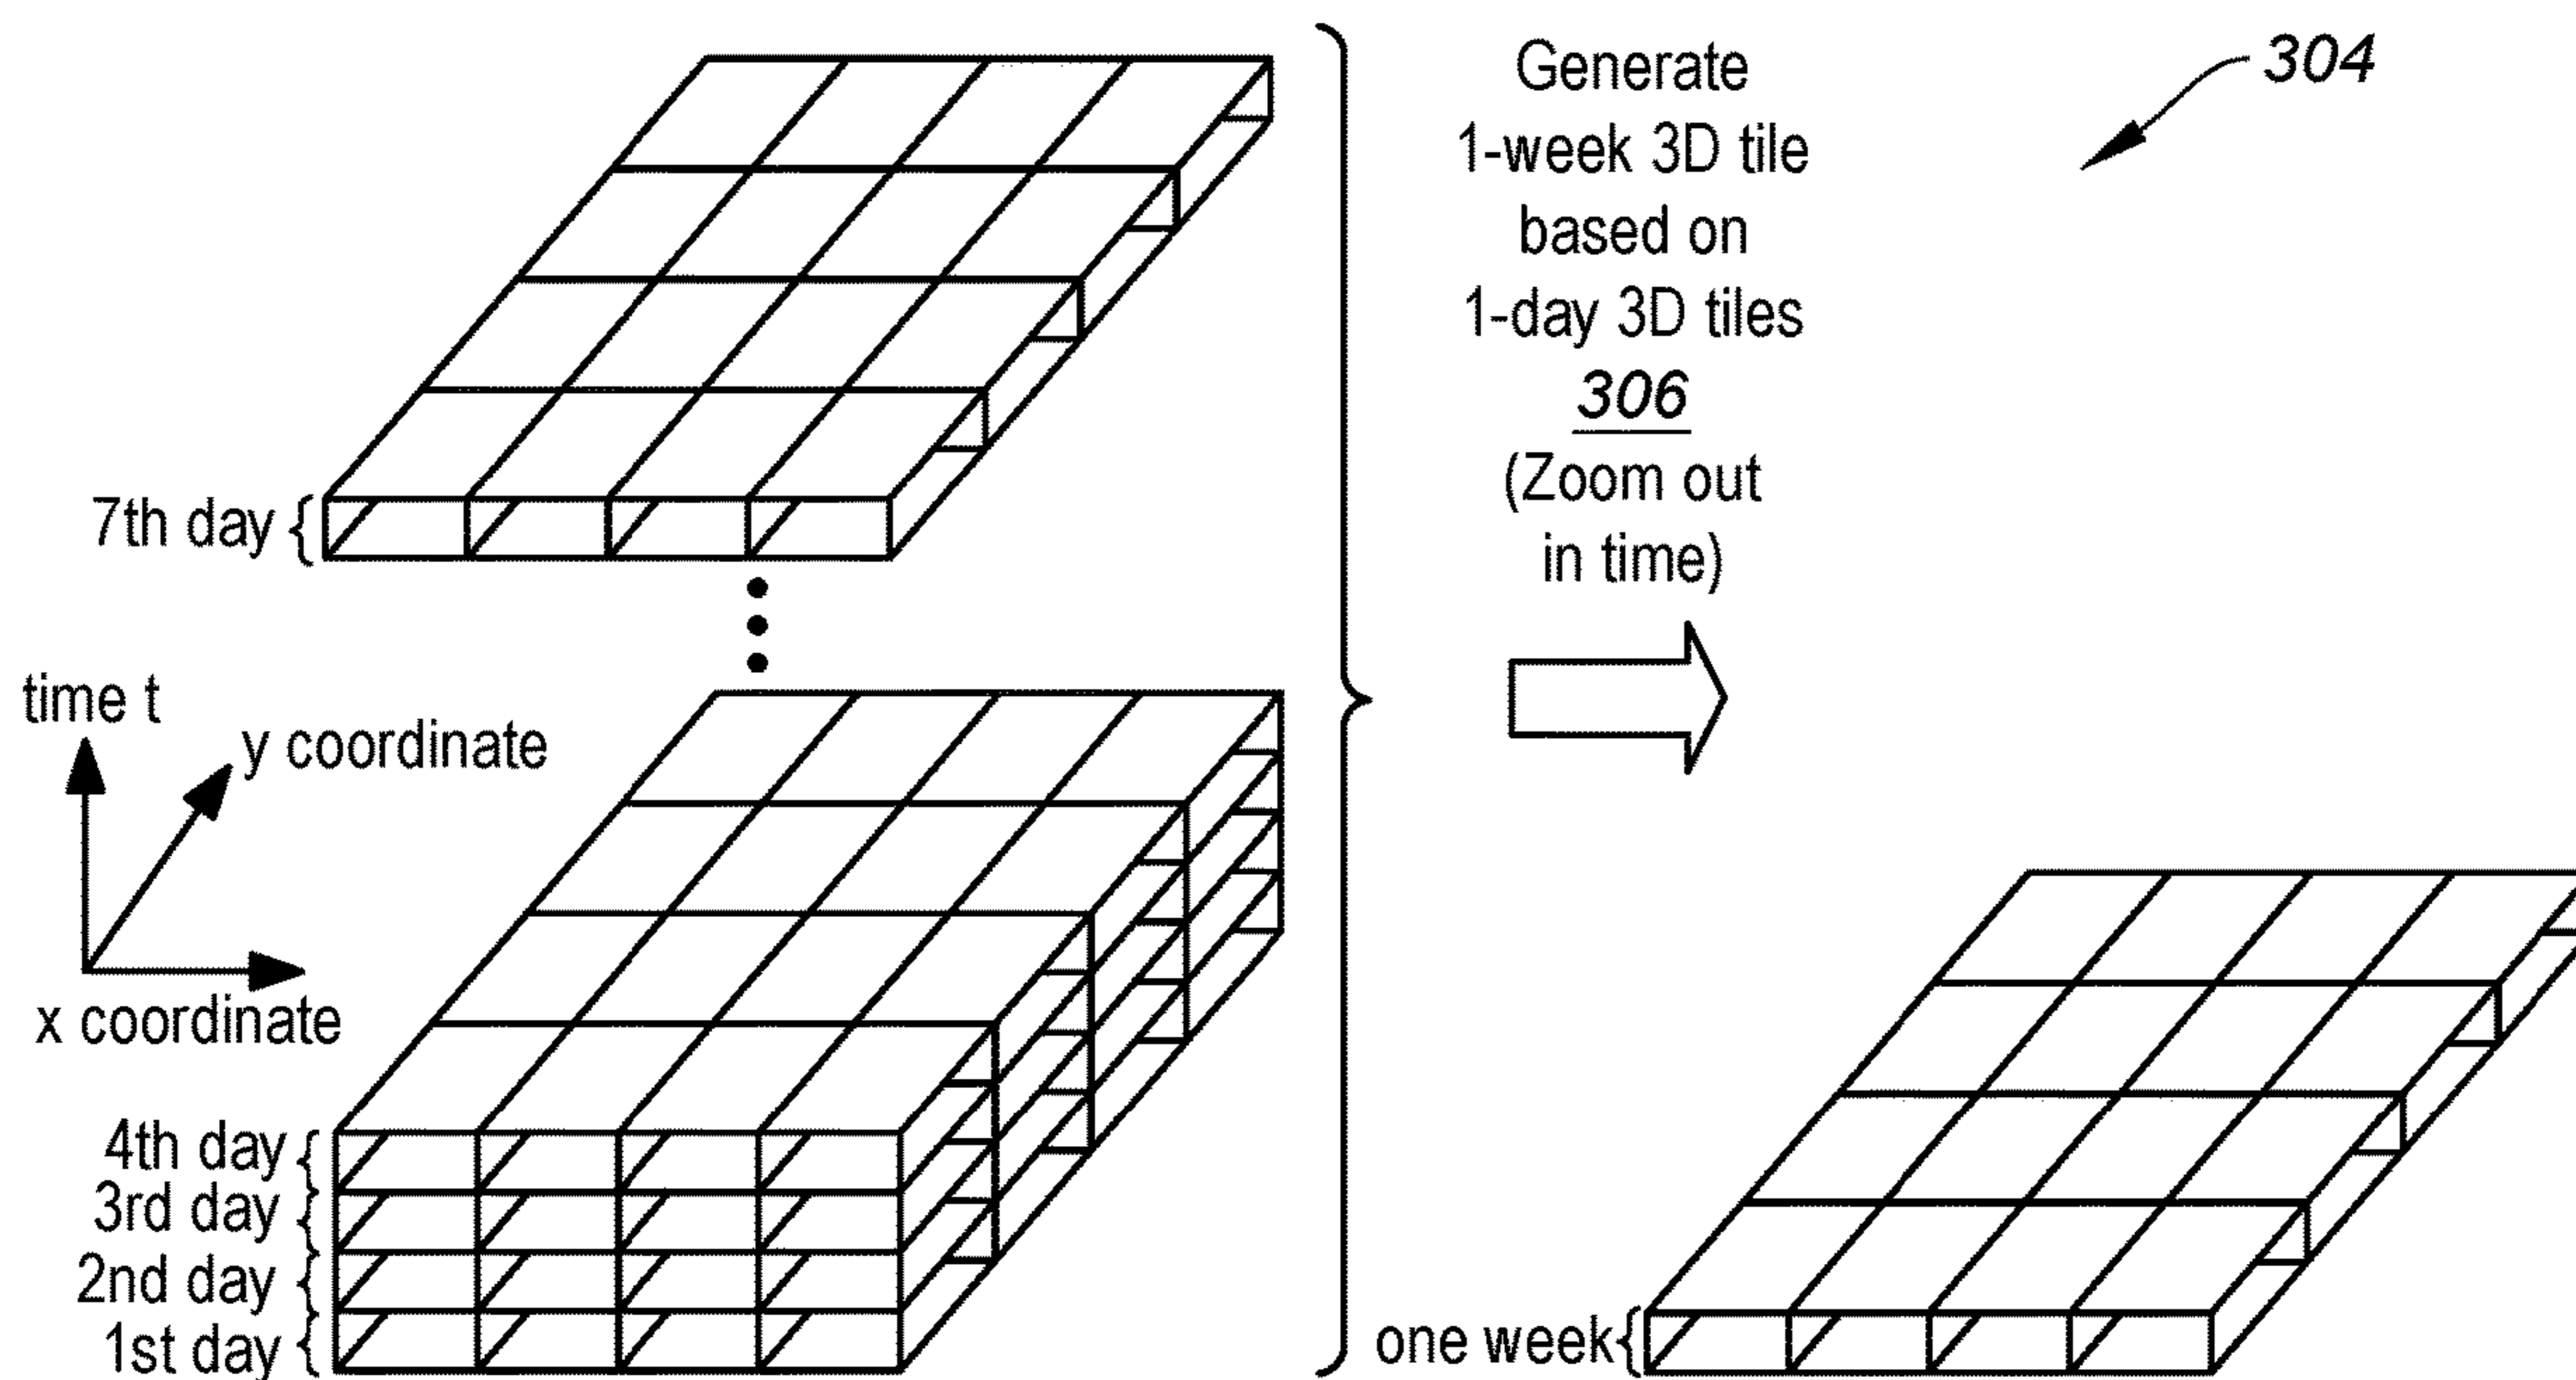 304
Generate
1-week 3D tile
based on
1-day 3D tiles
306
(Zoom out
in time)
7th day
time t
y coordinate
x coordinate
4th day
3rd day
2nd day
1st day
one week